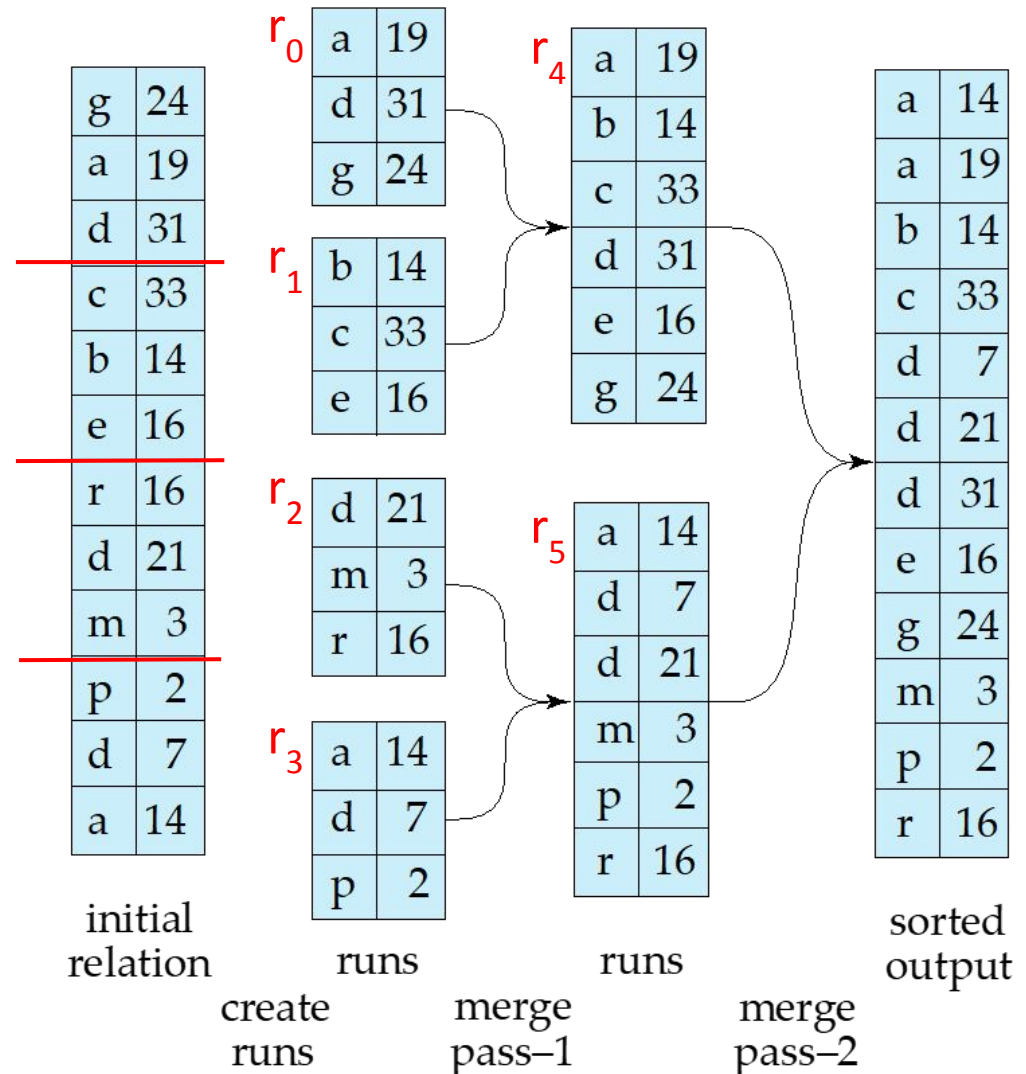 g 24
a 19
d 31
c 33
b 14
e 16
r 16
d 21
m 3
p 2
d 7
a 14
initial
relation
r0
a 19
d 31
g 24
r1
b 14
c 33
e 16
r2
d 21
m 3
r 16
r3
a 14
d 7
p 2
runs
r4
a 19
b 14
c 33
d 31
e 16
g 24
r5
a 14
d 7
d 21
m 3
p 2
r 16
runs
a 14
a 19
b 14
c 33
d 7
d 21
d 31
e 16
g 24
m 3
p 2
r 16
sorted
output
create
runs
merge
pass–1
merge
pass–2